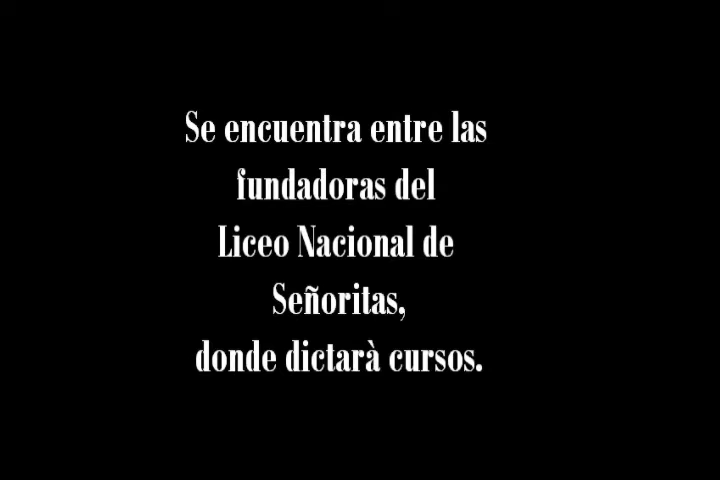 Se encuentra entre las
fundadoras del
Liceo Nacional de
Señoritas,
donde dictarà cursos.